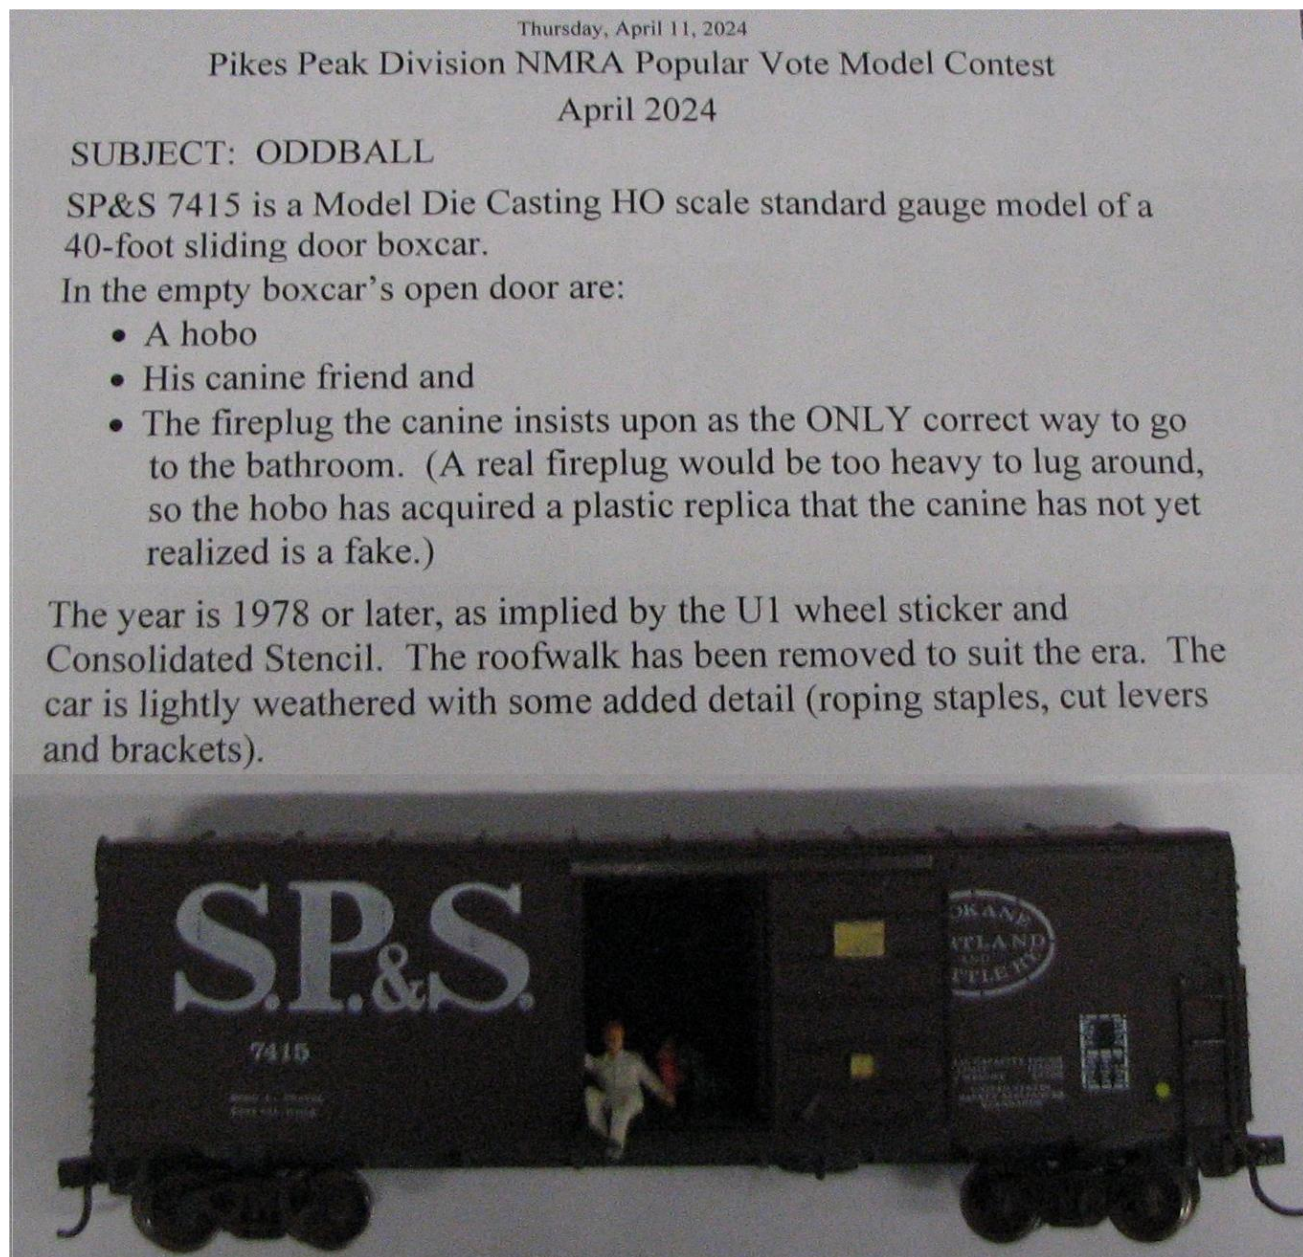 Thursday, April 11, 2024
Pikes Peak Division NMRA Popular Vote Model Contest
April 2024
SUBJECT: ODDBALL
SP&S 7415 is a Model Die Casting HO scale standard gauge model of a
40-foot sliding door boxcar.
In the empty boxcar's open door are:
• A hobo
• His canine friend and
• The fireplug the canine insists upon as the ONLY correct way to go
to the bathroom. (A real fireplug would be too heavy to lug around,
so the hobo has acquired a plastic replica that the canine has not yet
realized is a fake.)
The year is 1978 or later, as implied by the U1 wheel sticker and
Consolidated Stencil. The roofwalk has been removed to suit the era. The
car is lightly weathered with some added detail (roping staples, cut levers
and brackets).
S.P.&S.
7415
OKANE
TLAND
AND
TTLE RY.